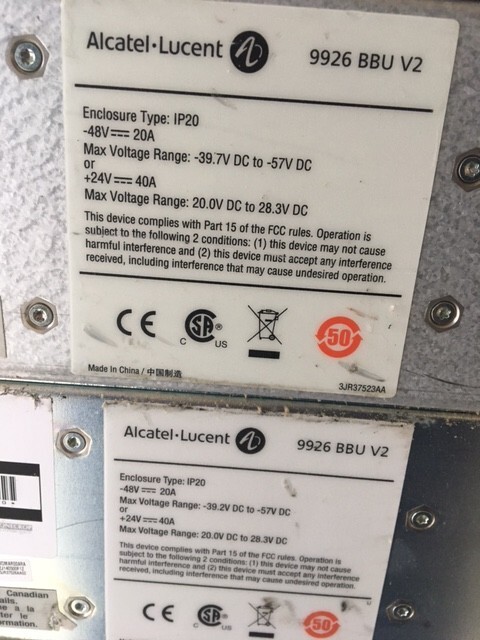 Alcatel·Lucent 9926 BBU V2
Enclosure Type: IP20
-48V 20A
Max Voltage Range: -39.7V DC to -57V DC
or
+24V 40A
Max Voltage Range: 20.0V DC to 28.3V DC
This device complies with Part 15 of the FCC rules. Operation is
subject to the following 2 conditions: (1) this device may not cause
harmful interference and (2) this device must accept any interference
received, including interference that may cause undesired operation.
CE C SA ® US 50
Made in China / 中国制造
3JR37523AA
Alcatel·Lucent 9926 BBU V2
Enclosure Type: IP20
-48V 20A
Max Voltage Range: -39.2V DC to -57V DC
or
+24V 40A
Max Voltage Range: 20.0V DC to 28.3V DC
This device complies with Part 15 of the FCC rules. Operation is
subject to the following 2 conditions: (1) this device may not cause
harmful interference and (2) this device must accept any interference
received, including interference that may cause undesired operation.
CE SA ® 50
Canadian
ails.
e a la
ter le
ormation.